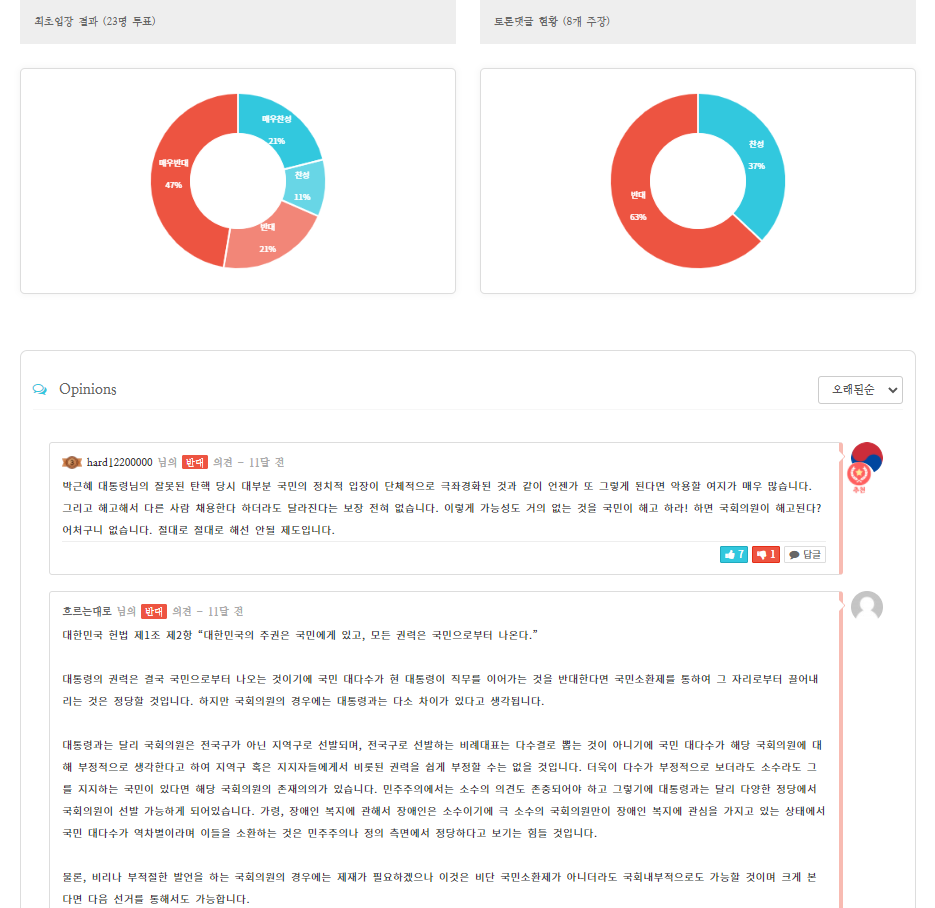 최초입장 결과 (23명 투표)
토론댓글 현황 (8개 주장)
매우찬성
21%
찬성
11%
반대
21%
매우반대
47%
찬성
37%
반대
63%
Opinions
오래된순
hard12200000 님의 반대 의견 - 11달 전
박근혜 대통령님의 잘못된 탄핵 당시 대부분 국민의 정치적 입장이 단체적으로 극좌경화된 것과 같이 언젠가 또 그렇게 된다면 악용할 여지가 매우 많습니다.
그리고 해고해서 다른 사람 채용한다 하더라도 달라진다는 보장 전혀 없습니다. 이렇게 가능성도 거의 없는 것을 국민이 해고 하라! 하면 국회의원이 해고된다?
어처구니 없습니다. 절대로 절대로 해선 안될 제도입니다.
추천
7 1 답글
흐르는대로 님의 반대 의견 - 11달 전
대한민국 헌법 제1조 제2항 “대한민국의 주권은 국민에게 있고, 모든 권력은 국민으로부터 나온다.”
대통령의 권력은 결국 국민으로부터 나오는 것이기에 국민 대다수가 현 대통령이 직무를 이어가는 것을 반대한다면 국민소환제를 통하여 그 자리로부터 끌어내
리는 것은 정당할 것입니다. 하지만 국회의원의 경우에는 대통령과는 다소 차이가 있다고 생각됩니다.
대통령과는 달리 국회의원은 전국구가 아닌 지역구로 선발되며, 전국구로 선발하는 비례대표는 다수결로 뽑는 것이 아니기에 국민 대다수가 해당 국회의원에 대
해 부정적으로 생각한다고 하여 지역구 혹은 지지자들에게서 비롯된 권력을 쉽게 부정할 수는 없을 것입니다. 더욱이 다수가 부정적으로 보더라도 소수라도 그
를 지지하는 국민이 있다면 해당 국회의원의 존재의의가 있습니다. 민주주의에서는 소수의 의견도 존중되어야 하고 그렇기에 대통령과는 달리 다양한 정당에서
국회의원이 선발 가능하게 되어있습니다. 가령, 장애인 복지에 관해서 장애인은 소수이기에 극 소수의 국회의원만이 장애인 복지에 관심을 가지고 있는 상태에서
국민 대다수가 역차별이라며 이들을 소환하는 것은 민주주의나 정의 측면에서 정당하다고 보기는 힘들 것입니다.
물론, 비리나 부적절한 발언을 하는 국회의원의 경우에는 제재가 필요하겠으나 이것은 비단 국민소환제가 아니더라도 국회내부적으로도 가능할 것이며 크게 본
다면 다음 선거를 통해서도 가능합니다.